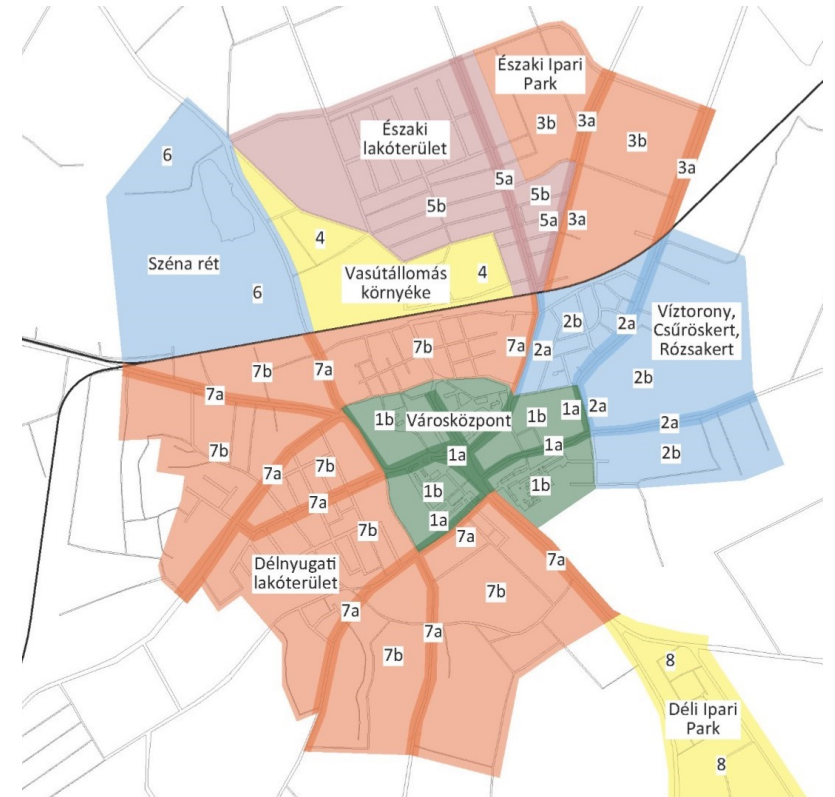 Északi Ipari
Park
3b
3a
3b
3a
Északi
lakóterület
6
5a
5b
5b
5a
3a
4
4
Széna rét
6
Vasútállomás
környéke
Víztorony,
Csűröskert,
Rózsakert
2b
2a
2a
2b
7b
7a
7a
7b
7a
1b
Városközpont
1b
1a
2a
2a
7b
7b
7a
1a
1a
2b
7a
1b
1b
7b
1a
7a
7a
Délnyugati
lakóterület
7b
7a
7a
7b
8
Déli Ipari
Park
8